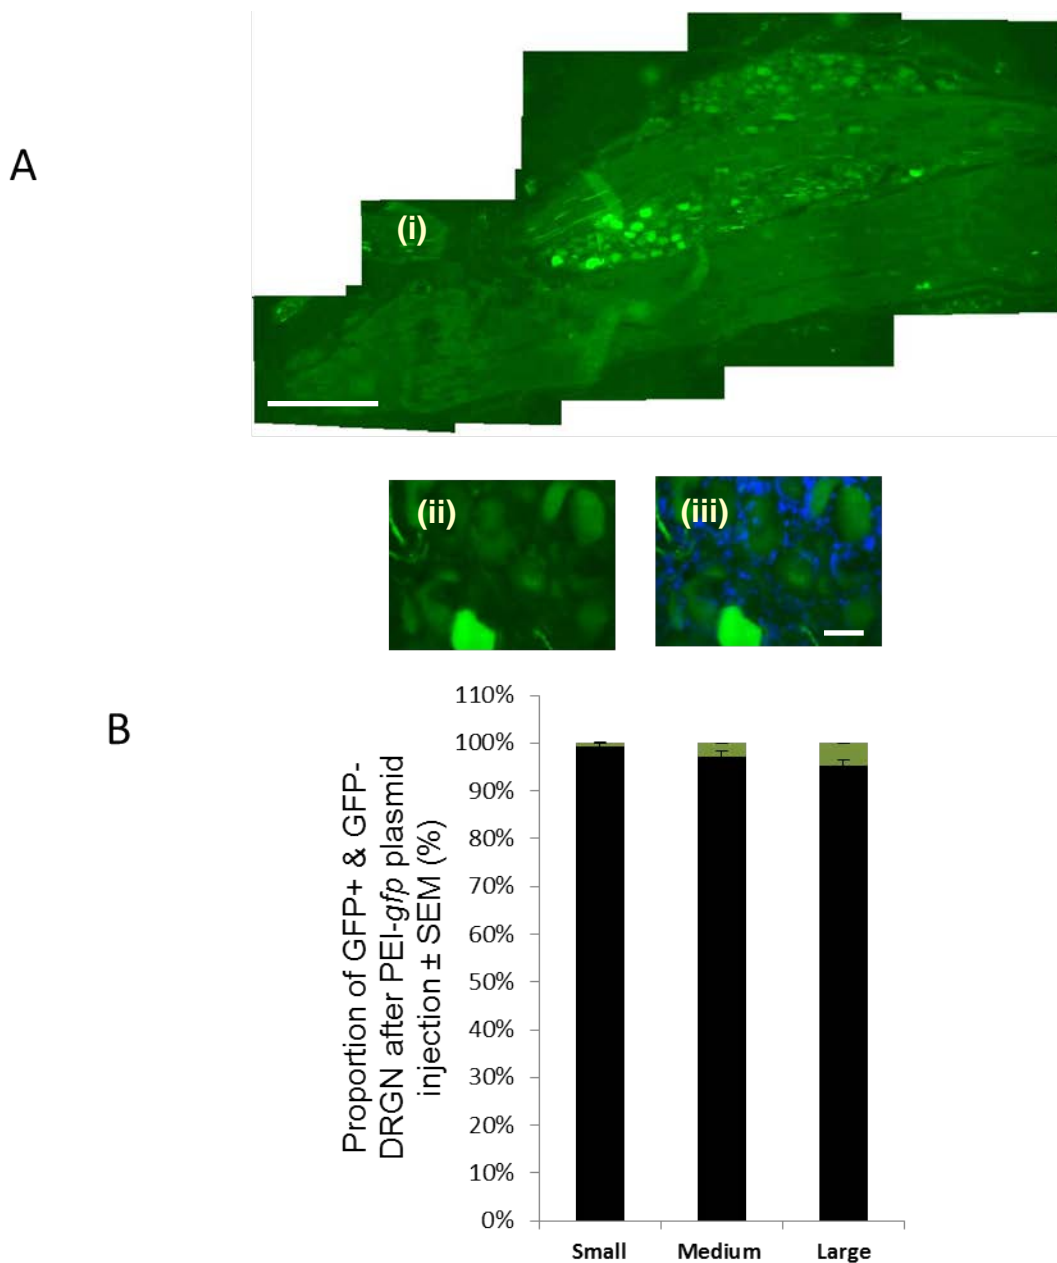 A
(i)
(ii)
(iii)
B
Proportion of GFP+ & GFP-
DRGN after PEI-gfp plasmid
injection ± SEM (%)
110%
100%
90%
80%
70%
60%
50%
40%
30%
20%
10%
0%
Small Medium Large